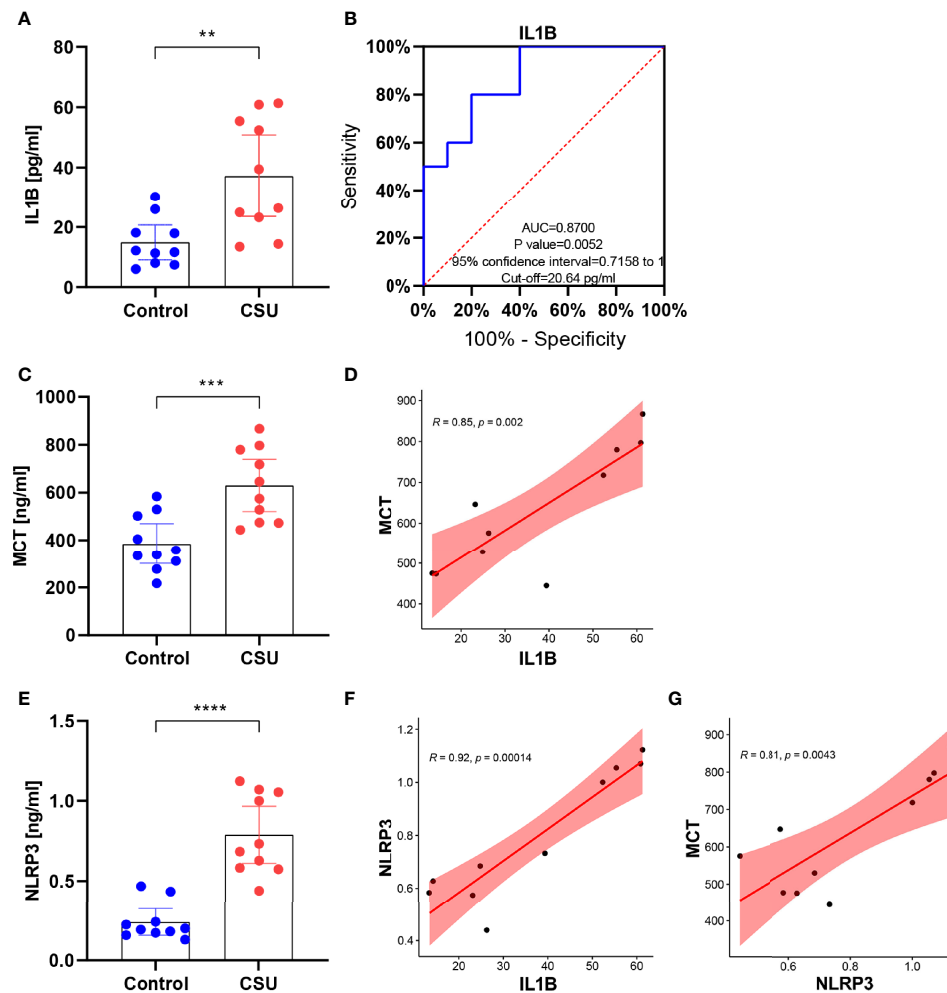 A
**
IL1B [pg/ml]
80
60
40
20
0
Control
CSU
B
IL1B
Sensitivity
100%
80%
60%
40%
20%
0%
AUC=0.8700
P value=0.0052
95% confidence interval=0.7158 to 1
Cut-off=20.64 pg/ml
0% 20% 40% 60% 80% 100%
100% - Specificity
C
***
MCT [ng/ml]
1000
800
600
400
200
0
Control
CSU
D
R = 0.85, p = 0.002
MCT
900
800
700
600
500
400
20 30 40 50 60
IL1B
E
****
NLRP3 [ng/ml]
1.5
1.0
0.5
0.0
Control
CSU
F
R = 0.92, p = 0.00014
NLRP3
1.2
1.0
0.8
0.6
0.4
20 30 40 50 60
IL1B
G
R = 0.81, p = 0.0043
MCT
900
800
700
600
500
400
0.6 0.8 1.0
NLRP3